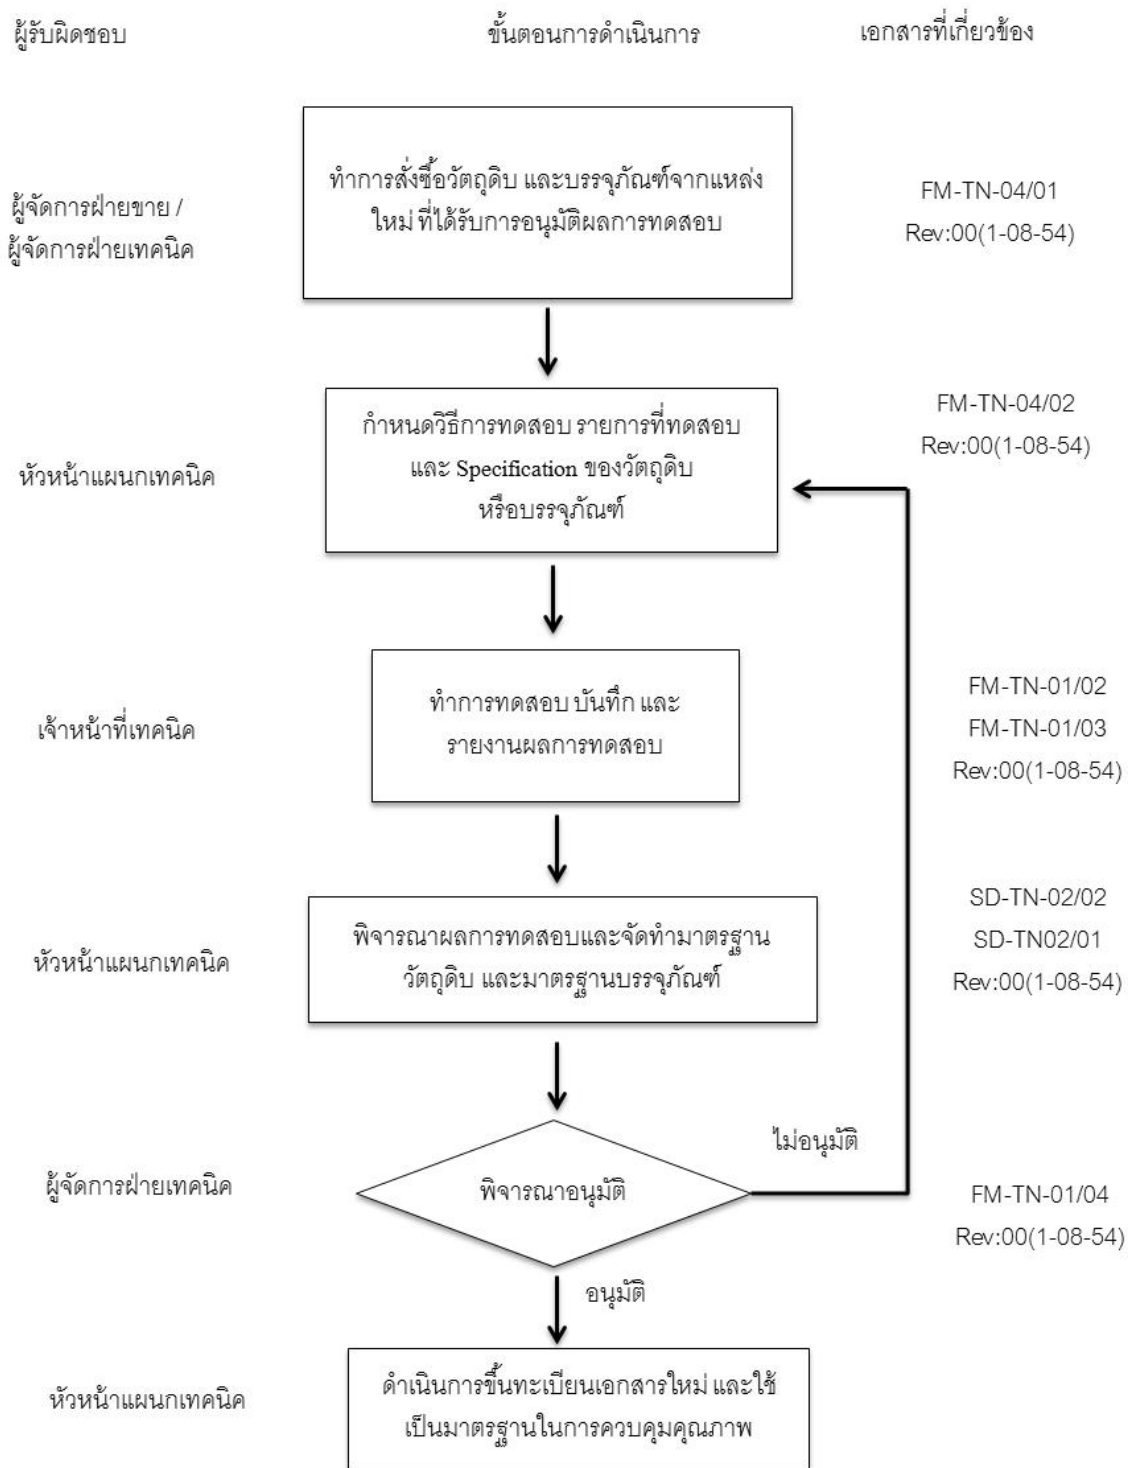 ผู้รับผิดชอบ ขั้นตอนการดำเนินการ เอกสารที่เกี่ยวข้อง
ทำการสั่งซื้อวัตถุดิบ และบรรจุภัณฑ์จากแหล่ง
ใหม่ ที่ได้รับการอนุมัติผลการทดสอบ
ผู้จัดการฝ่ายขาย /
ผู้จัดการฝ่ายเทคนิค
FM-TN-04/01
Rev:00(1-08-54)
กำหนดวิธีการทดสอบ รายการที่ทดสอบ
และ Specification ของวัตถุดิบ
หรือบรรจุภัณฑ์
หัวหน้าแผนกเทคนิค
FM-TN-04/02
Rev:00(1-08-54)
เจ้าหน้าที่เทคนิค
ทำการทดสอบ บันทึก และ
รายงานผลการทดสอบ
FM-TN-01/02
FM-TN-01/03
Rev:00(1-08-54)
หัวหน้าแผนกเทคนิค
พิจารณาผลการทดสอบและจัดทำมาตรฐาน
วัตถุดิบ และมาตรฐานบรรจุภัณฑ์
SD-TN-02/02
SD-TN02/01
Rev:00(1-08-54)
ผู้จัดการฝ่ายเทคนิค
พิจารณาอนุมัติ
ไม่อนุมัติ
FM-TN-01/04
Rev:00(1-08-54)
อนุมัติ
หัวหน้าแผนกเทคนิค
ดำเนินการขึ้นทะเบียนเอกสารใหม่ และใช้
เป็นมาตรฐานในการควบคุมคุณภาพ